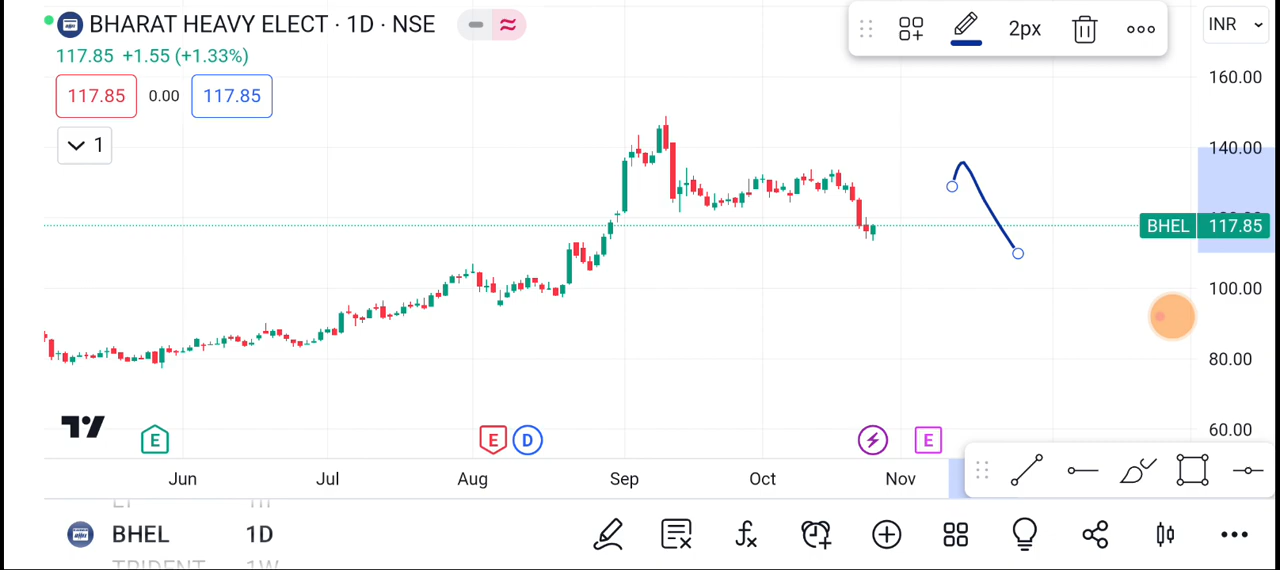 BHARAT HEAVY ELECT · 1D · NSE
2px
INR
117.85 +1.55 (+1.33%)
117.85 0.00 117.85
1
160.00
140.00
BHEL 117.85
100.00
80.00
60.00
E E D E
Jun Jul Aug Sep Oct Nov
BHEL 1D
TRIDENT 1W